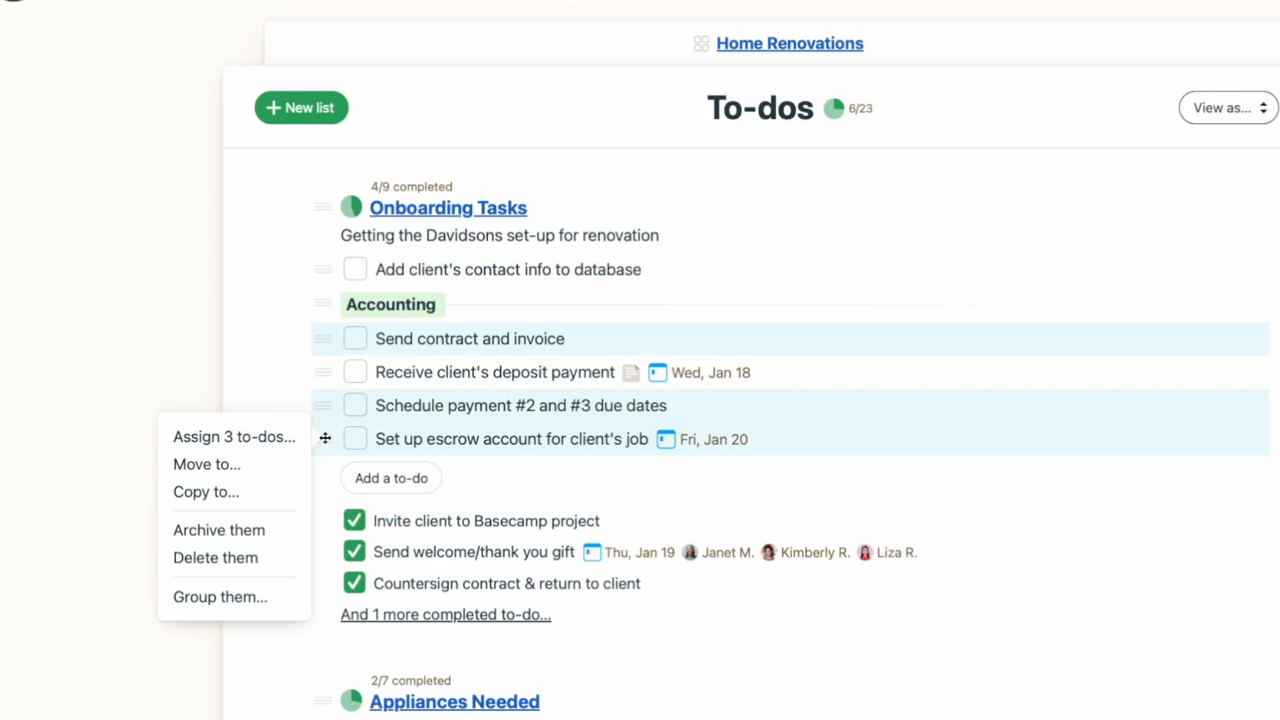 Home Renovations
New list
To-dos 6/23
View as...
4/9 completed
Onboarding Tasks
Getting the Davidsons set-up for renovation
Add client's contact info to database
Accounting
Send contract and invoice
Receive client's deposit payment Wed, Jan 18
Schedule payment #2 and #3 due dates
Set up escrow account for client's job Fri, Jan 20
Assign 3 to-dos...
Move to...
Copy to...
Archive them
Delete them
Group them...
Add a to-do
Invite client to Basecamp project
Send welcome/thank you gift Thu, Jan 19 Janet M. Kimberly R. Liza R.
Countersign contract & return to client
And 1 more completed to-do...
2/7 completed
Appliances Needed